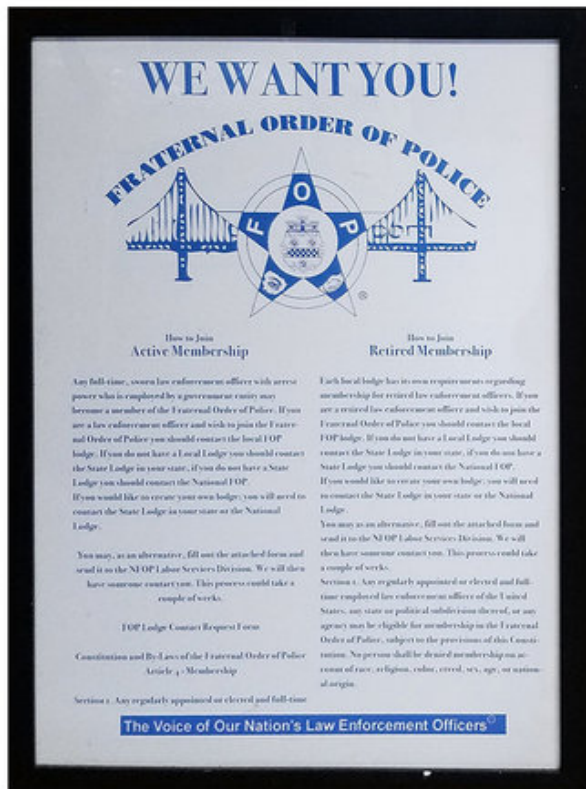 WE WANT YOU!
FRATERNAL ORDER OF POLICE
F O P
®
How to Join
Active Membership
Any full-time, sworn law enforcement officer with arrest
power who is employed by a government entity may
become a member of the Fraternal Order of Police. If you
are a law enforcement officer and wish to join the Frater-
nal Order of Police you should contact the local FOP
lodge. If you do not have a Local Lodge you should contact
the State Lodge in your state, if you do not have a State
Lodge you should contact the National FOP.
If you would like to create your own lodge, you will need to
contact the State Lodge in your state or the National
Lodge.
You may, as an alternative, fill out the attached form and
send it to the NFOP Labor Services Division. We will then
have someone contact you. This process could take a
couple of weeks.
FOP Lodge Contact Request Form
Constitution and By-Laws of the Fraternal Order of Police
Article 4 - Membership
Section 1. Any regularly appointed or elected and full-time
How to Join
Retired Membership
Each local lodge has its own requirements regarding
membership for retired law enforcement officers. If you
are a retired law enforcement officer and wish to join the
Fraternal Order of Police you should contact the local
FOP lodge. If you do not have a Local Lodge you should
contact the State Lodge in your state, if you do not have a
State Lodge you should contact the National FOP.
If you would like to create your own lodge, you will need
to contact the State Lodge in your state or the National
Lodge.
You may as an alternative, fill out the attached form and
send it to the NFOP Labor Services Division. We will
then have someone contact you. This process could take
a couple of weeks.
Section 1. Any regularly appointed or elected and full-
time employed law enforcement officer of the United
States, any state or political subdivision thereof, or any
agency may be eligible for membership in the Fraternal
Order of Police, subject to the provisions of this Consti-
tution. No person shall be denied membership on ac-
count of race, religion, color, creed, sex, age, or nation-
al origin.
The Voice of Our Nation's Law Enforcement Officers©